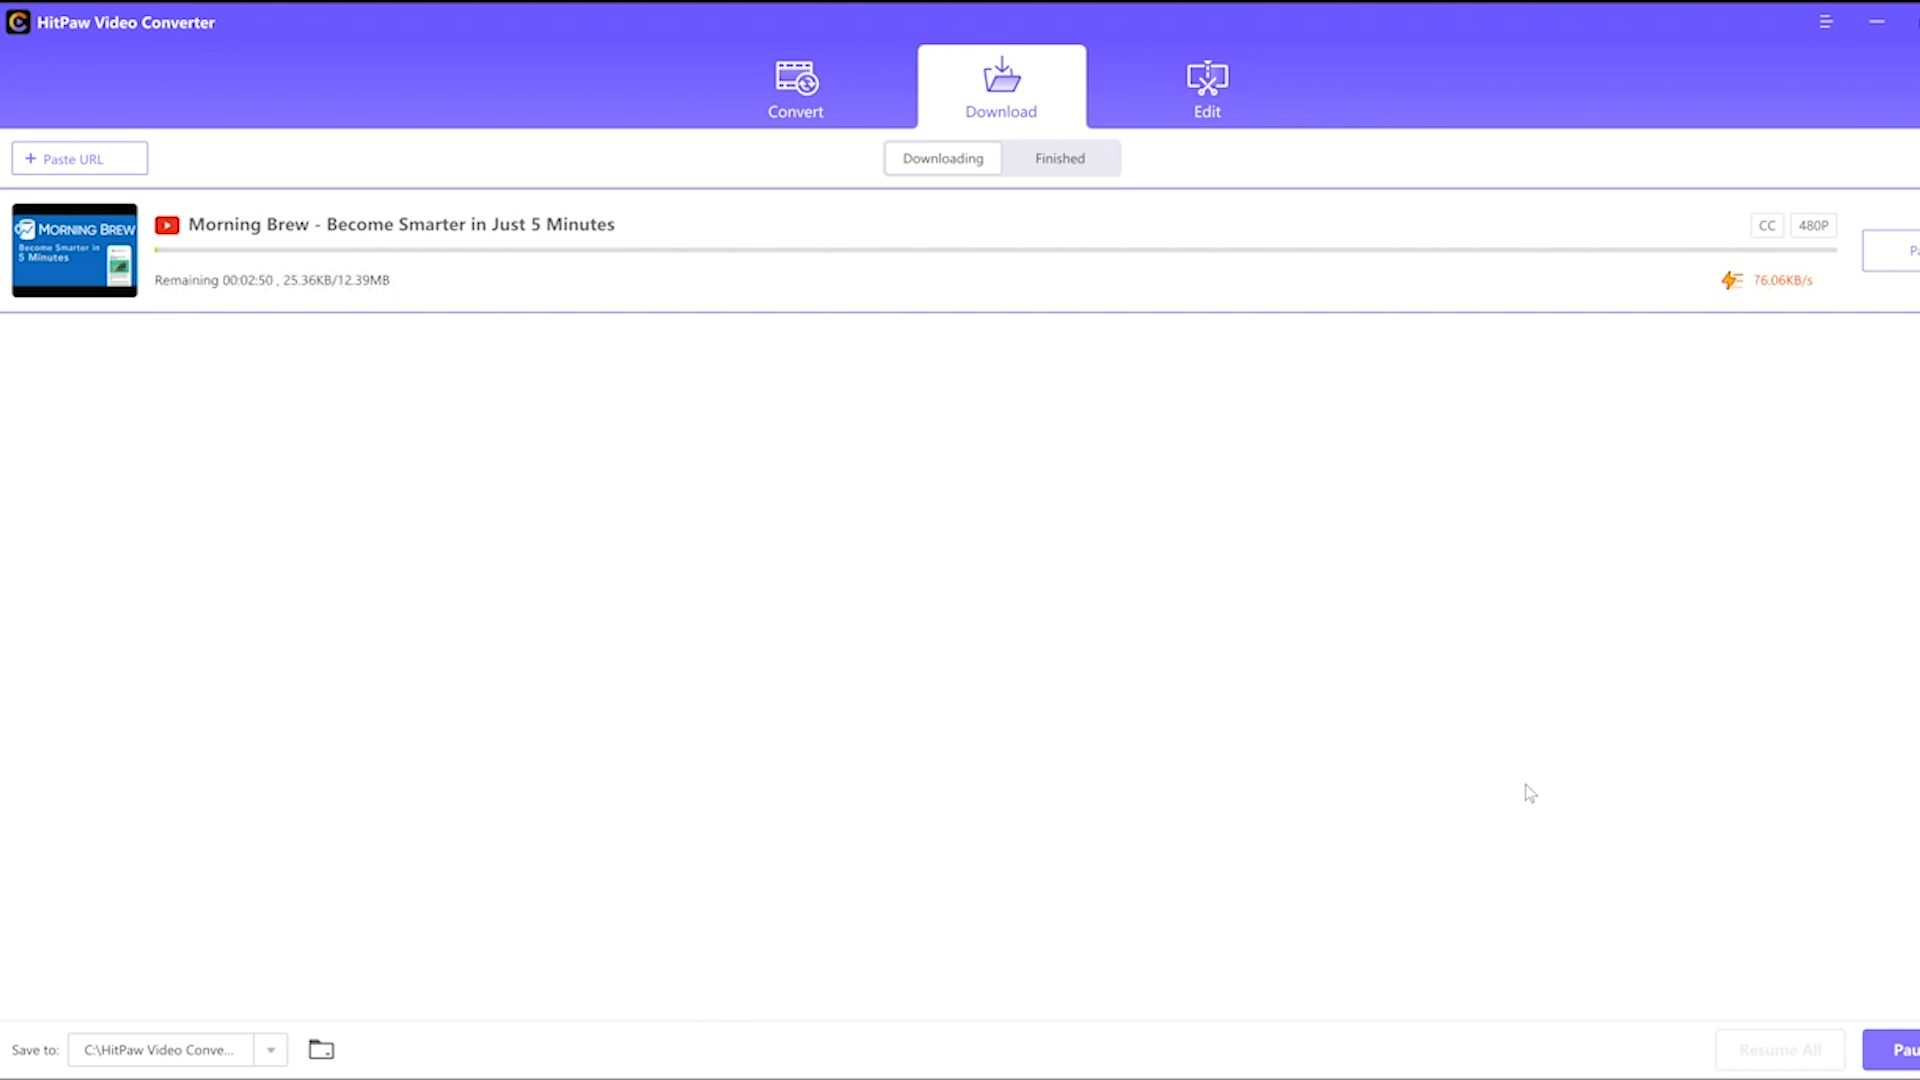 HitPaw Video Converter
Convert
Download
Edit
+ Paste URL
Downloading
Finished
MORNING BREW
Become Smarter in
5 Minutes
Morning Brew - Become Smarter in Just 5 Minutes
CC
480P
Pa
Remaining 00:02:50 , 25.36KB/12.39MB
76.06KB/s
Save to:
C:\HitPaw Video Conve...
Resume All
Pau